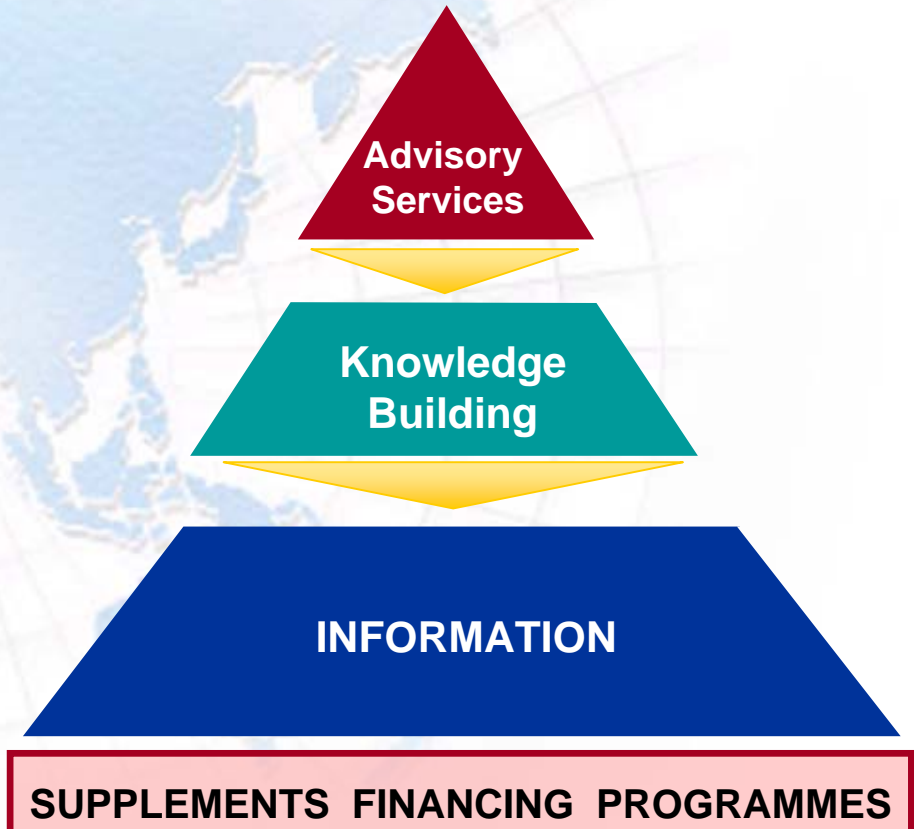 Advisory
Services
Knowledge
Building
INFORMATION
SUPPLEMENTS FINANCING PROGRAMMES